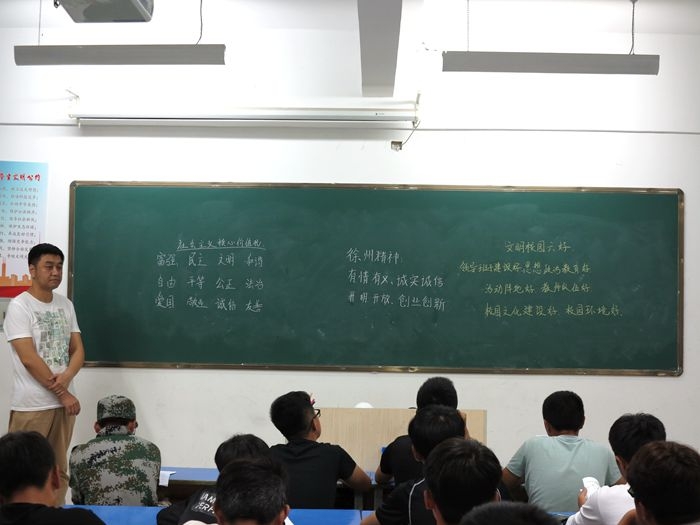 社会主义核心价值观
富强 民主 文明 和谐
自由 平等 公正 法治
爱国 敬业 诚信 友善
徐州精神:
有情有义、诚实诚信
开明开放、创业创新
文明校园六好
领导班子建设好 思想政治教育好
活动阵地好 教师队伍好
校园文化建设好 校园环境好